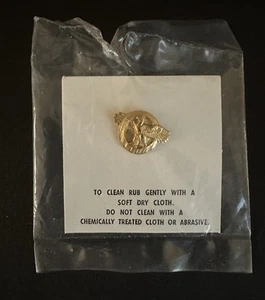 TO CLEAN RUB GENTLY WITH A
SOFT DRY CLOTH.
DO NOT CLEAN WITH A
CHEMICALLY TREATED CLOTH OR ABRASIVE.